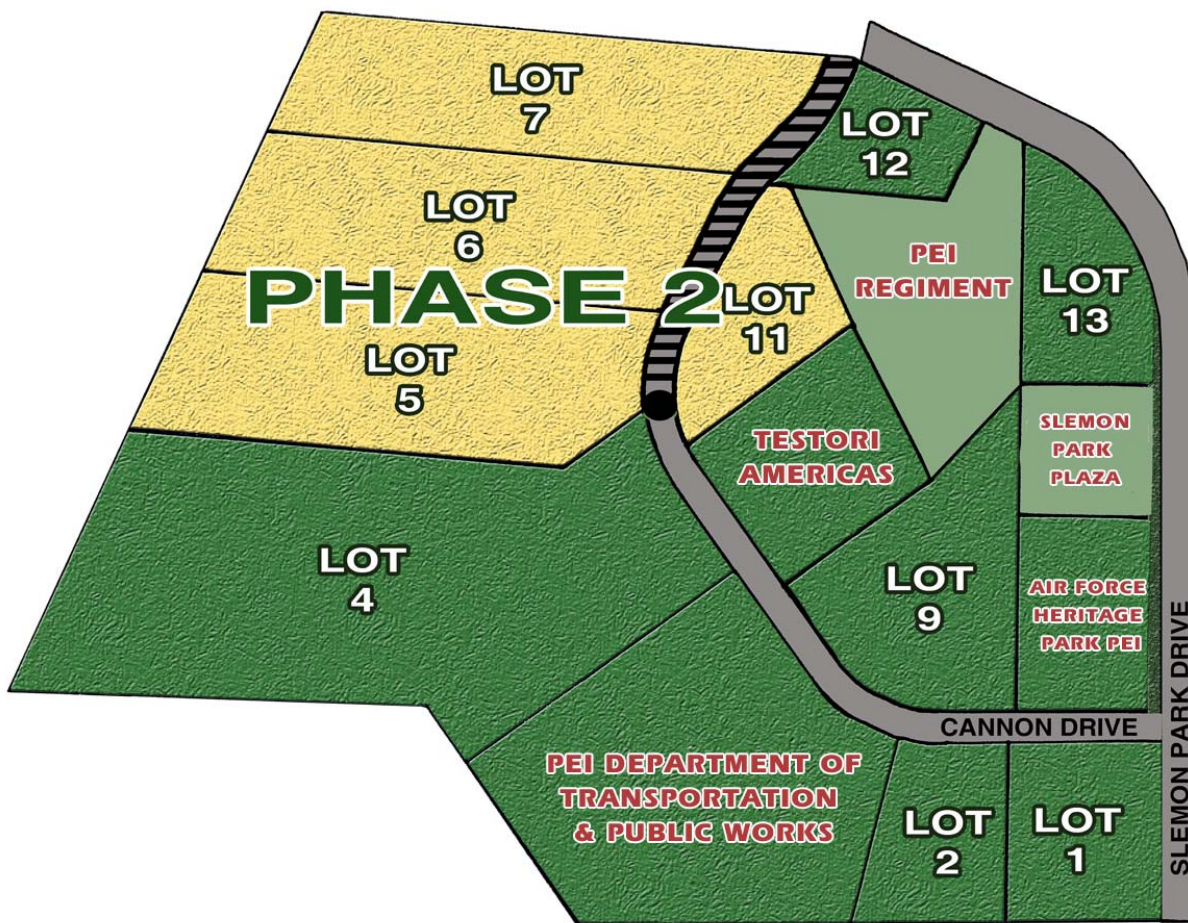 LOT
7
LOT
12
LOT
6
PEI
REGIMENT
LOT
13
PHASE 2
LOT
11
LOT
5
SLEMON
PARK
PLAZA
TESTORI
AMERICAS
LOT
4
LOT
9
AIR FORCE
HERITAGE
PARK PEI
SLEMON PARK DRIVE
CANNON DRIVE
PEI DEPARTMENT OF
TRANSPORTATION
& PUBLIC WORKS
LOT
2
LOT
1